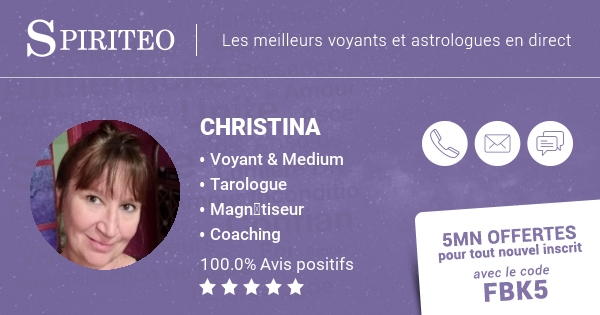 SPIRITEO
Les meilleurs voyants et astrologues en direct
CHRISTINA
• Voyant & Medium
• Tarologue
• Magn▯tiseur
• Coaching
100.0% Avis positifs
5MN OFFERTES
pour tout nouvel inscrit
avec le code
FBK5